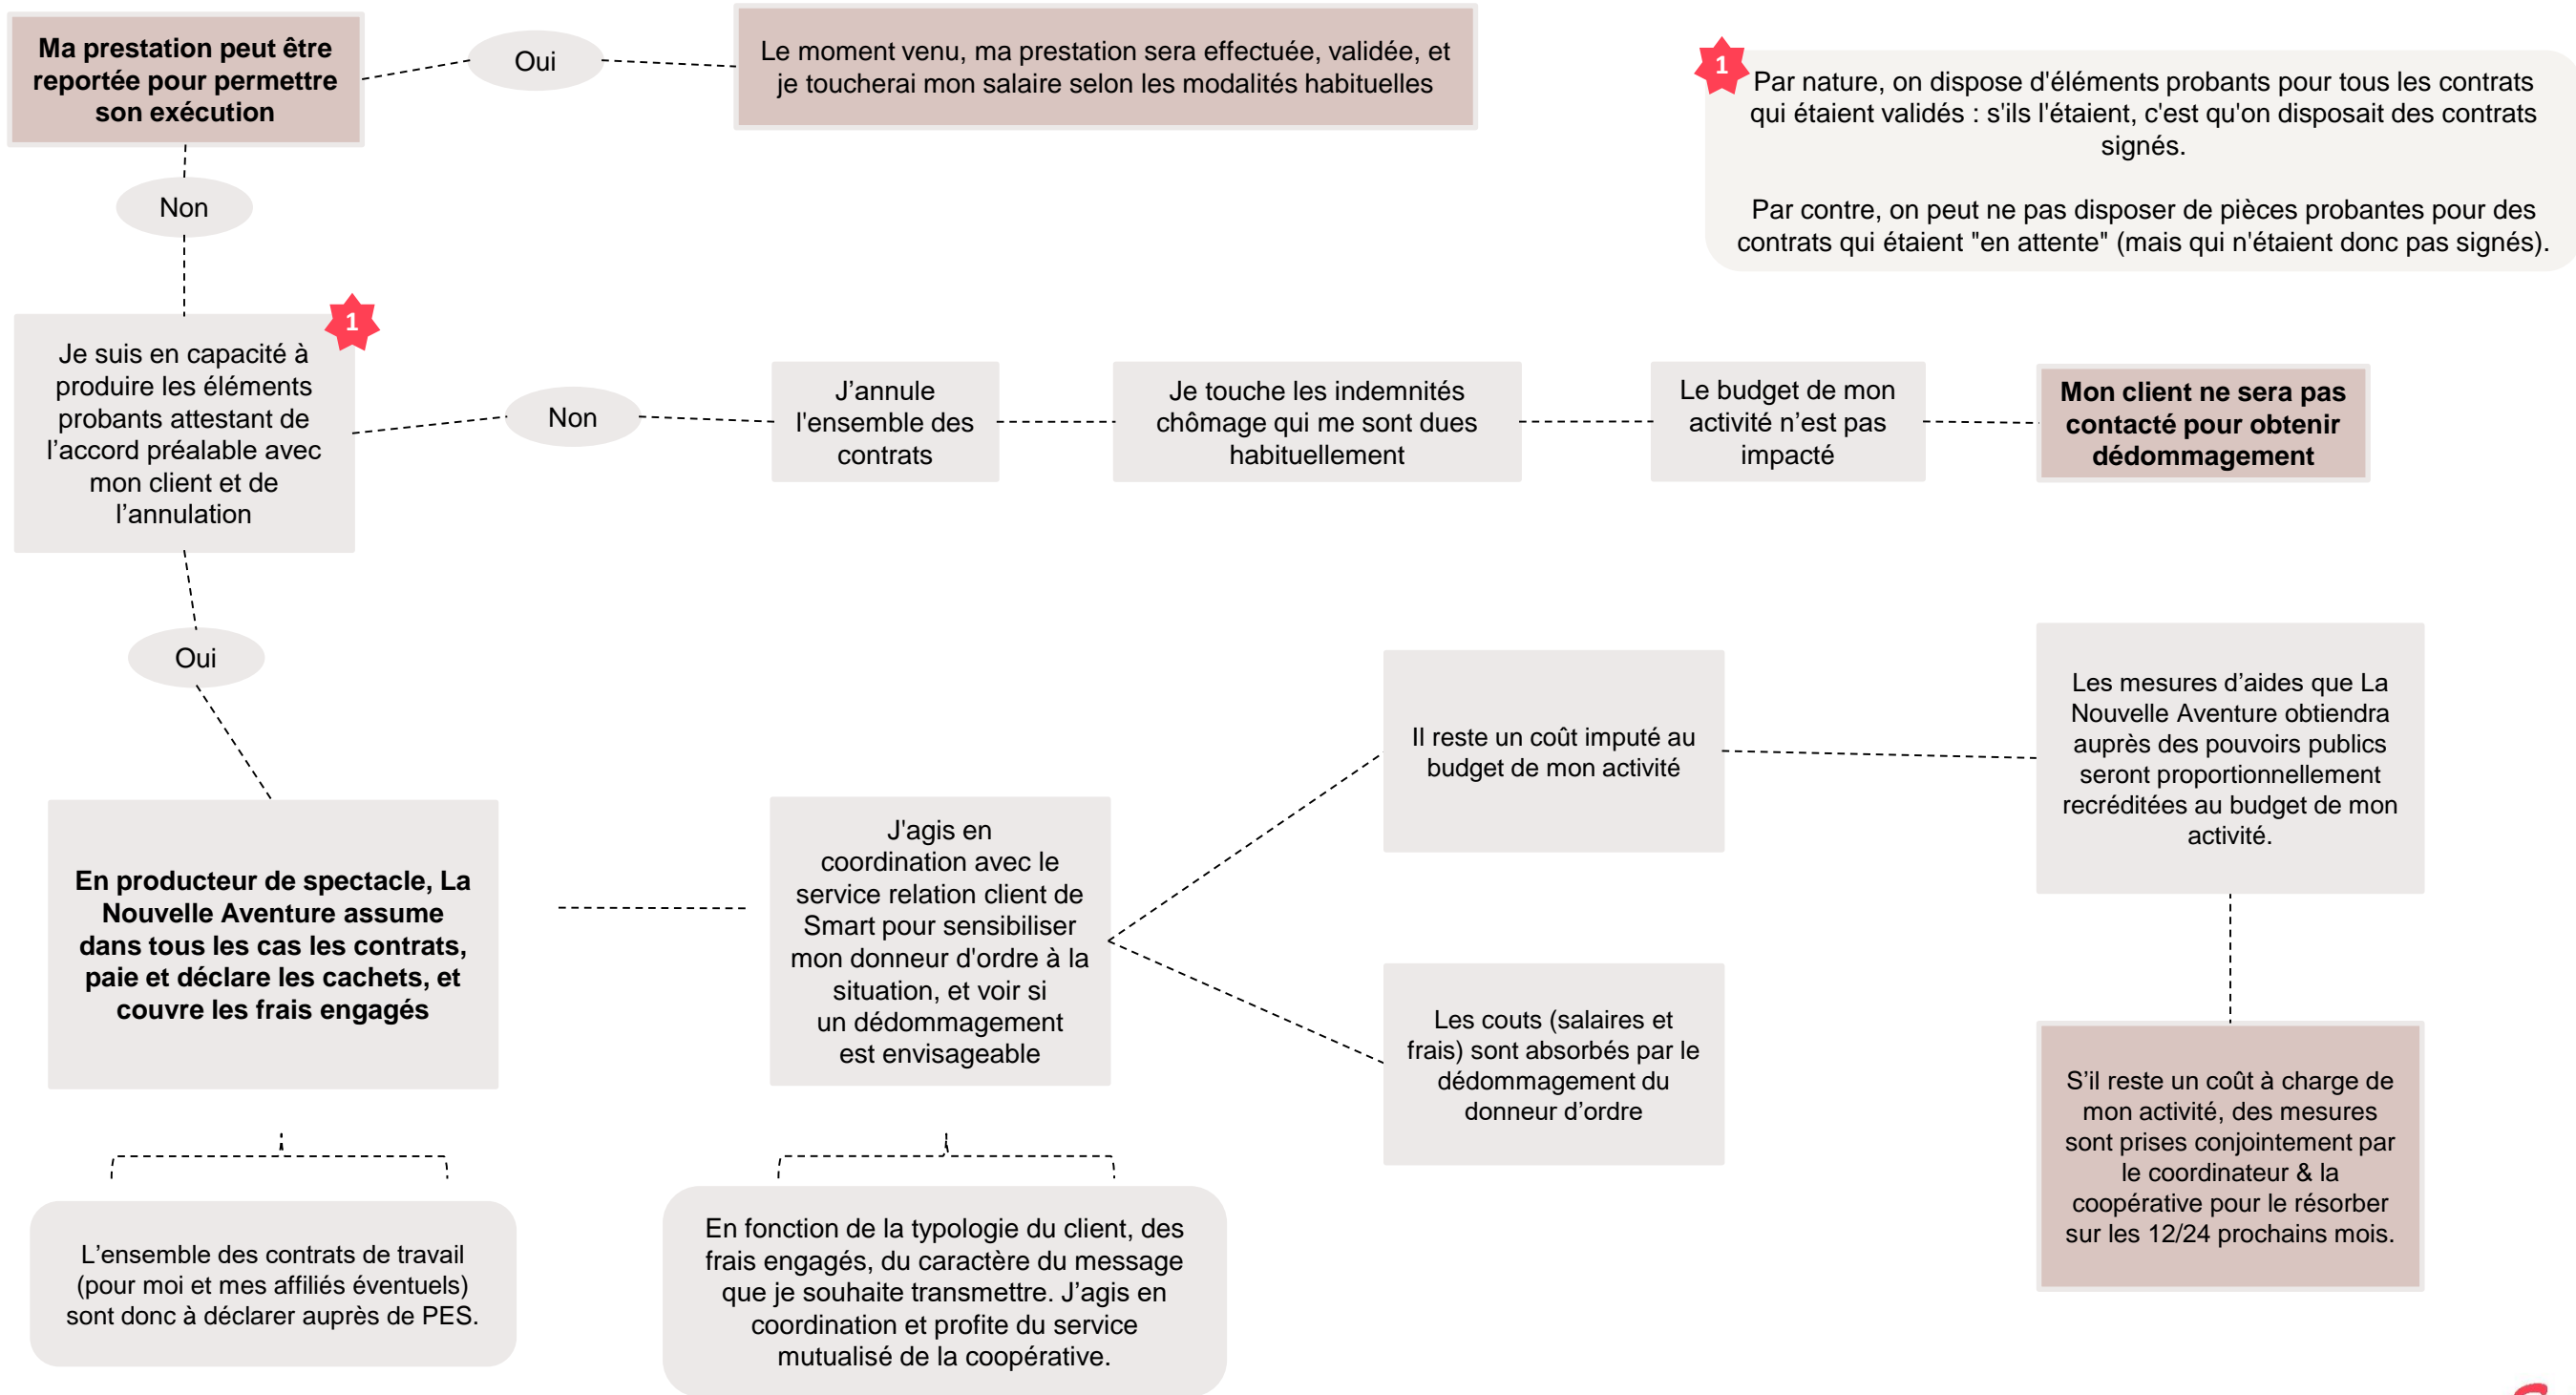 Ma prestation peut être
reportée pour permettre
son exécution
Oui
Le moment venu, ma prestation sera effectuée, validée, et
je toucherai mon salaire selon les modalités habituelles
1
Par nature, on dispose d'éléments probants pour tous les contrats
qui étaient validés : s'ils l'étaient, c'est qu'on disposait des contrats
signés.
Par contre, on peut ne pas disposer de pièces probantes pour des
contrats qui étaient "en attente" (mais qui n'étaient donc pas signés).
Non
1
Je suis en capacité à
produire les éléments
probants attestant de
l’accord préalable avec
mon client et de
l’annulation
Non
J’annule
l'ensemble des
contrats
Je touche les indemnités
chômage qui me sont dues
habituellement
Le budget de mon
activité n’est pas
impacté
Mon client ne sera pas
contacté pour obtenir
dédommagement
Oui
En producteur de spectacle, La
Nouvelle Aventure assume
dans tous les cas les contrats,
paie et déclare les cachets, et
couvre les frais engagés
J'agis en
coordination avec le
service relation client de
Smart pour sensibiliser
mon donneur d'ordre à la
situation, et voir si
un dédommagement
est envisageable
Il reste un coût imputé au
budget de mon activité
Les mesures d’aides que La
Nouvelle Aventure obtiendra
auprès des pouvoirs publics
seront proportionnellement
recréditées au budget de mon
activité.
Les couts (salaires et
frais) sont absorbés par le
dédommagement du
donneur d’ordre
S’il reste un coût à charge de
mon activité, des mesures
sont prises conjointement par
le coordinateur & la
coopérative pour le résorber
sur les 12/24 prochains mois.
L’ensemble des contrats de travail
(pour moi et mes affiliés éventuels)
sont donc à déclarer auprès de PES.
En fonction de la typologie du client, des
frais engagés, du caractère du message
que je souhaite transmettre. J’agis en
coordination et profite du service
mutualisé de la coopérative.